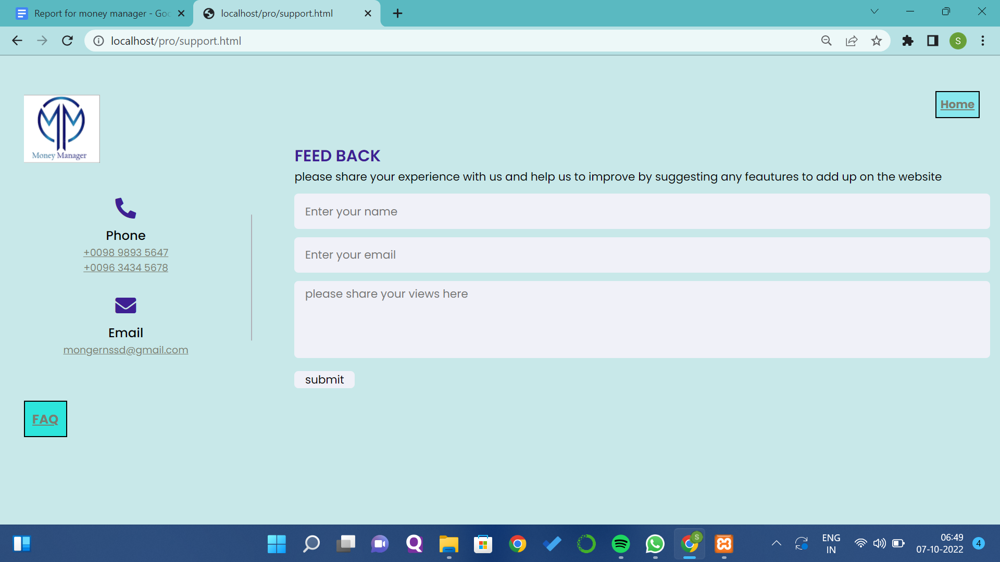 Report for money manager - Goo
localhost/pro/support.html
localhost/pro/support.html
S
Money Manager
Home
FEED BACK
please share your experience with us and help us to improve by suggesting any feautures to add up on the website
Enter your name
Enter your email
please share your views here
submit
Phone
+0098 9893 5647
+0096 3434 5678
Email
mongernssd@gmail.com
FAQ
S
ENG
IN
06:49
07-10-2022
4